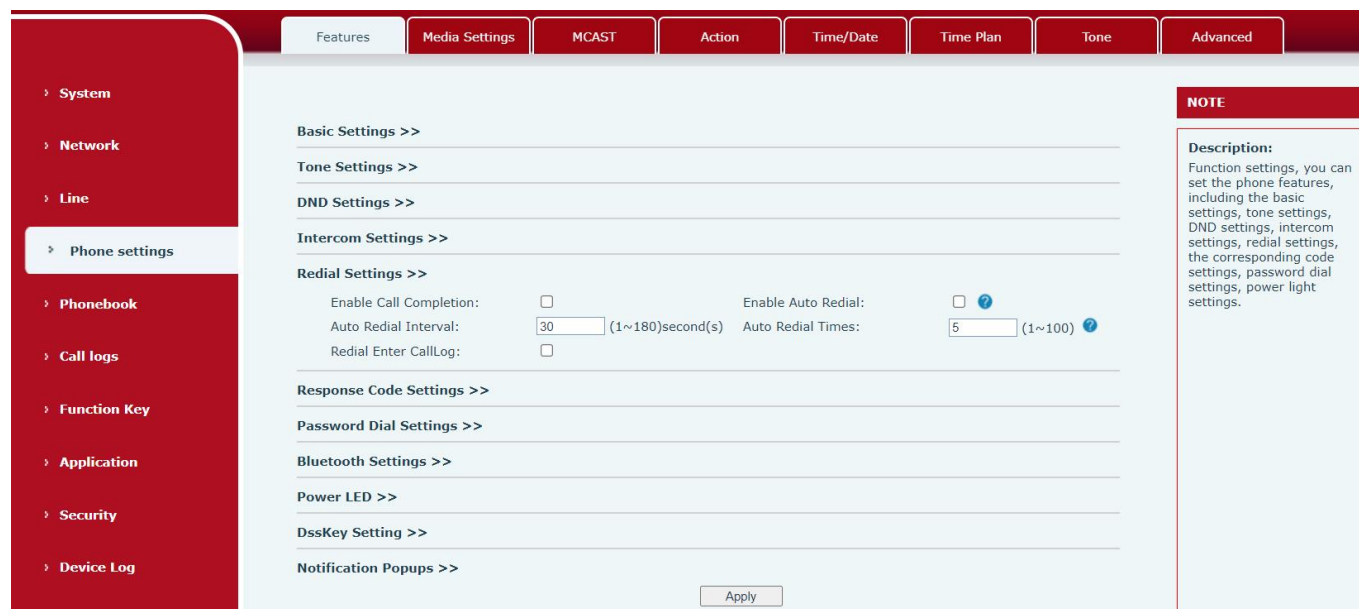 Features
Media Settings
MCAST
Action
Time/Date
Time Plan
Tone
Advanced
System
Network
Line
Phone settings
Phonebook
Call logs
Function Key
Application
Security
Device Log
Basic Settings >>
Tone Settings >>
DND Settings >>
Intercom Settings >>
Redial Settings >>
Enable Call Completion:
Enable Auto Redial:
Auto Redial Interval: 30 (1~180)second(s)
Auto Redial Times: 5 (1~100)
Redial Enter CallLog:
Response Code Settings >>
Password Dial Settings >>
Bluetooth Settings >>
Power LED >>
DssKey Setting >>
Notification Popups >>
Apply
NOTE
Description:
Function settings, you can
set the phone features,
including the basic
settings, tone settings,
DND settings, intercom
settings, redial settings,
the corresponding code
settings, password dial
settings, power light
settings.